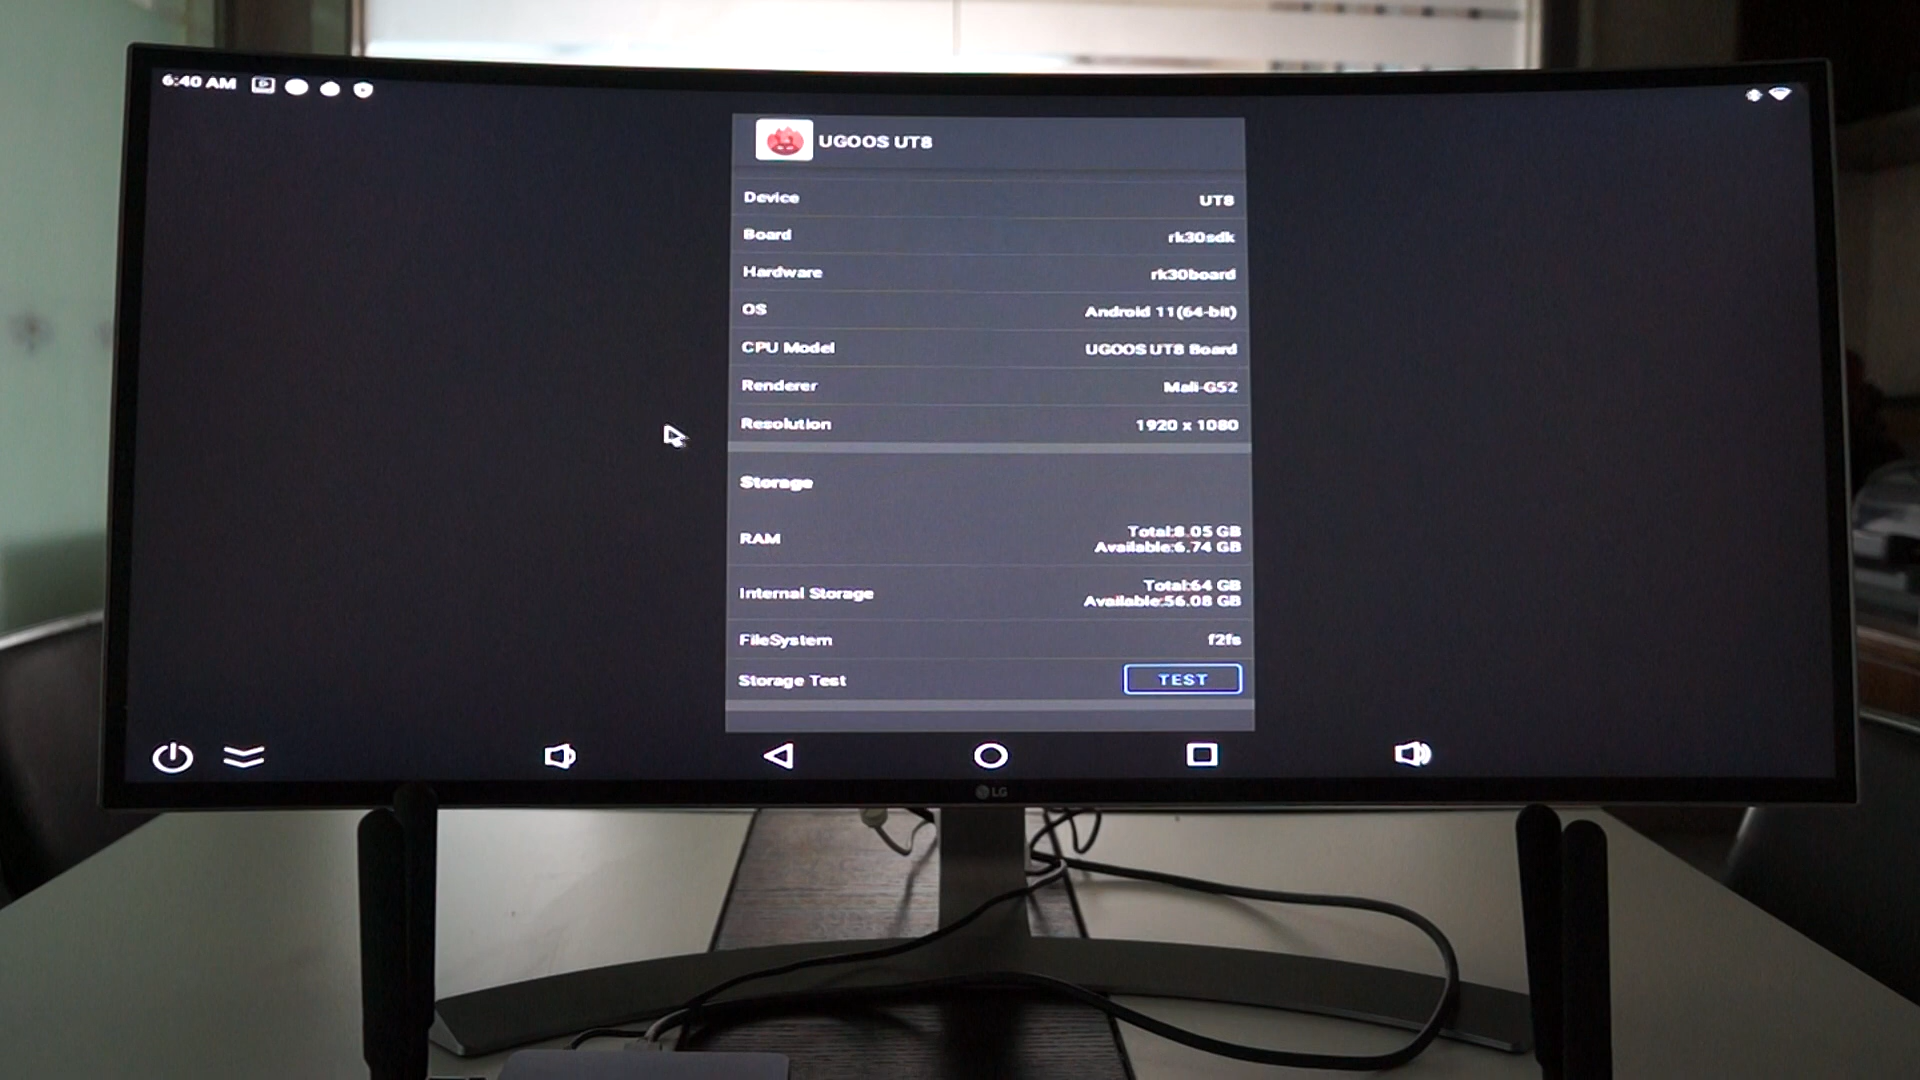 6:40 AM
UGOOS UT8
Device UT8
Board rk30sdk
Hardware rk30board
OS Android 11(64-bit)
CPU Model UGOOS UT8 Board
Renderer Mali-G52
Resolution 1920 x 1080
Storage
RAM Total:8.05 GB
Available:6.74 GB
Internal Storage Total:64 GB
Available:56.08 GB
FileSystem f2fs
Storage Test TEST
LG